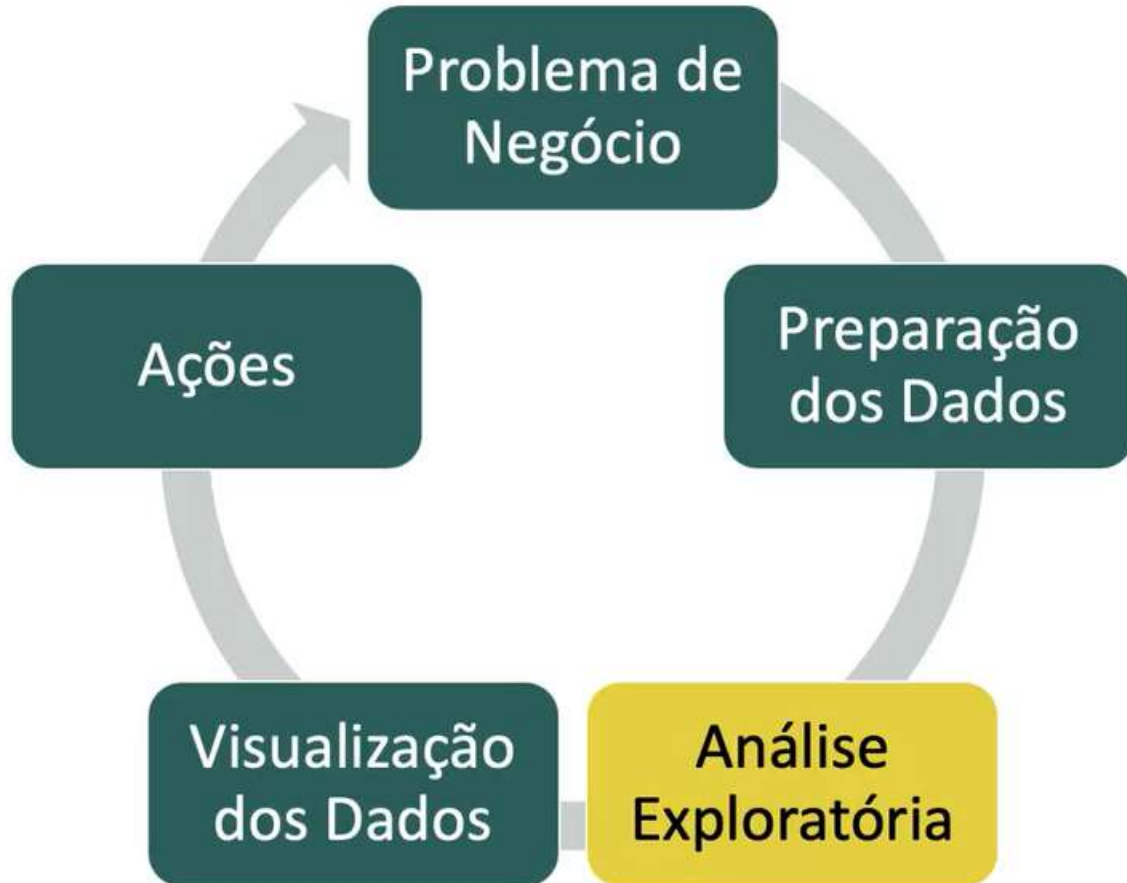 Problema de
Negócio
Preparação
dos Dados
Análise
Exploratória
Visualização
dos Dados
Ações